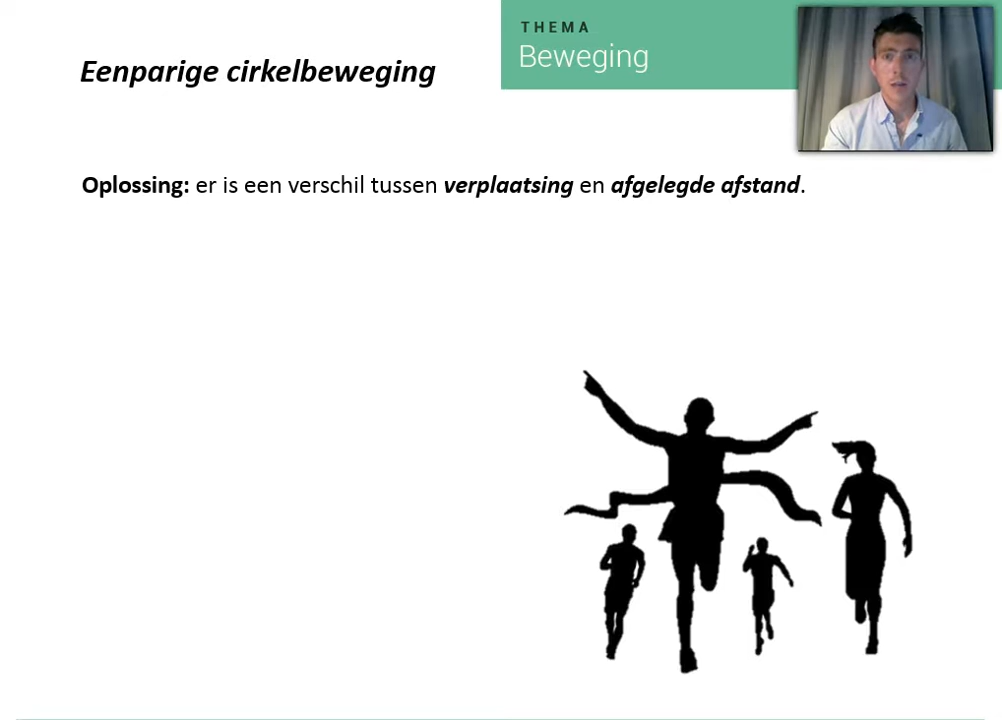 THEMA
Beweging
Eenparige cirkelbeweging
Oplossing: er is een verschil tussen verplaatsing en afgelegde afstand.